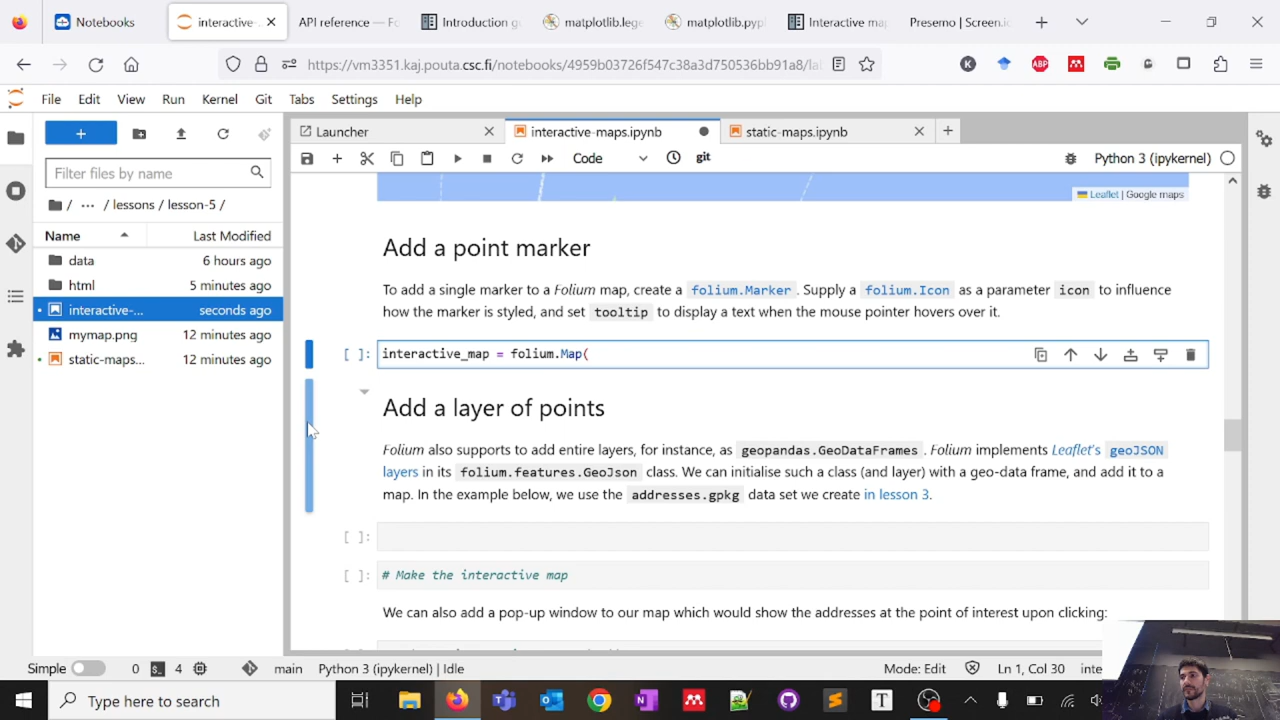 Notebooks
interactive-
API reference — Fo
Introduction gu
matplotlib.lege
matplotlib.pypl
Interactive map
Presemo | Screen.io
https://vm3351.kaj.pouta.csc.fi/notebooks/4959b03726f547c38a3d750536bb91a8/la
File Edit View Run Kernel Git Tabs Settings Help
Launcher
interactive-maps.ipynb
static-maps.ipynb
Filter files by name
Code
git
Python 3 (ipykernel)
/ ··· / lessons / lesson-5 /
Name Last Modified
data 6 hours ago
html 5 minutes ago
interactive-... seconds ago
mymap.png 12 minutes ago
static-maps... 12 minutes ago
Leaflet | Google maps
Add a point marker
To add a single marker to a Folium map, create a folium.Marker. Supply a folium.Icon as a parameter icon to influence
how the marker is styled, and set tooltip to display a text when the mouse pointer hovers over it.
[ ]: interactive_map = folium.Map(
Add a layer of points
Folium also supports to add entire layers, for instance, as geopandas.GeoDataFrames. Folium implements Leaflet's geoJSON
layers in its folium.features.GeoJson class. We can initialise such a class (and layer) with a geo-data frame, and add it to a
map. In the example below, we use the addresses.gpkg data set we create in lesson 3.
[ ]:
[ ]: # Make the interactive map
We can also add a pop-up window to our map which would show the addresses at the point of interest upon clicking:
Simple 0 4 main Python 3 (ipykernel) | Idle Mode: Edit Ln 1, Col 30 inte
Type here to search